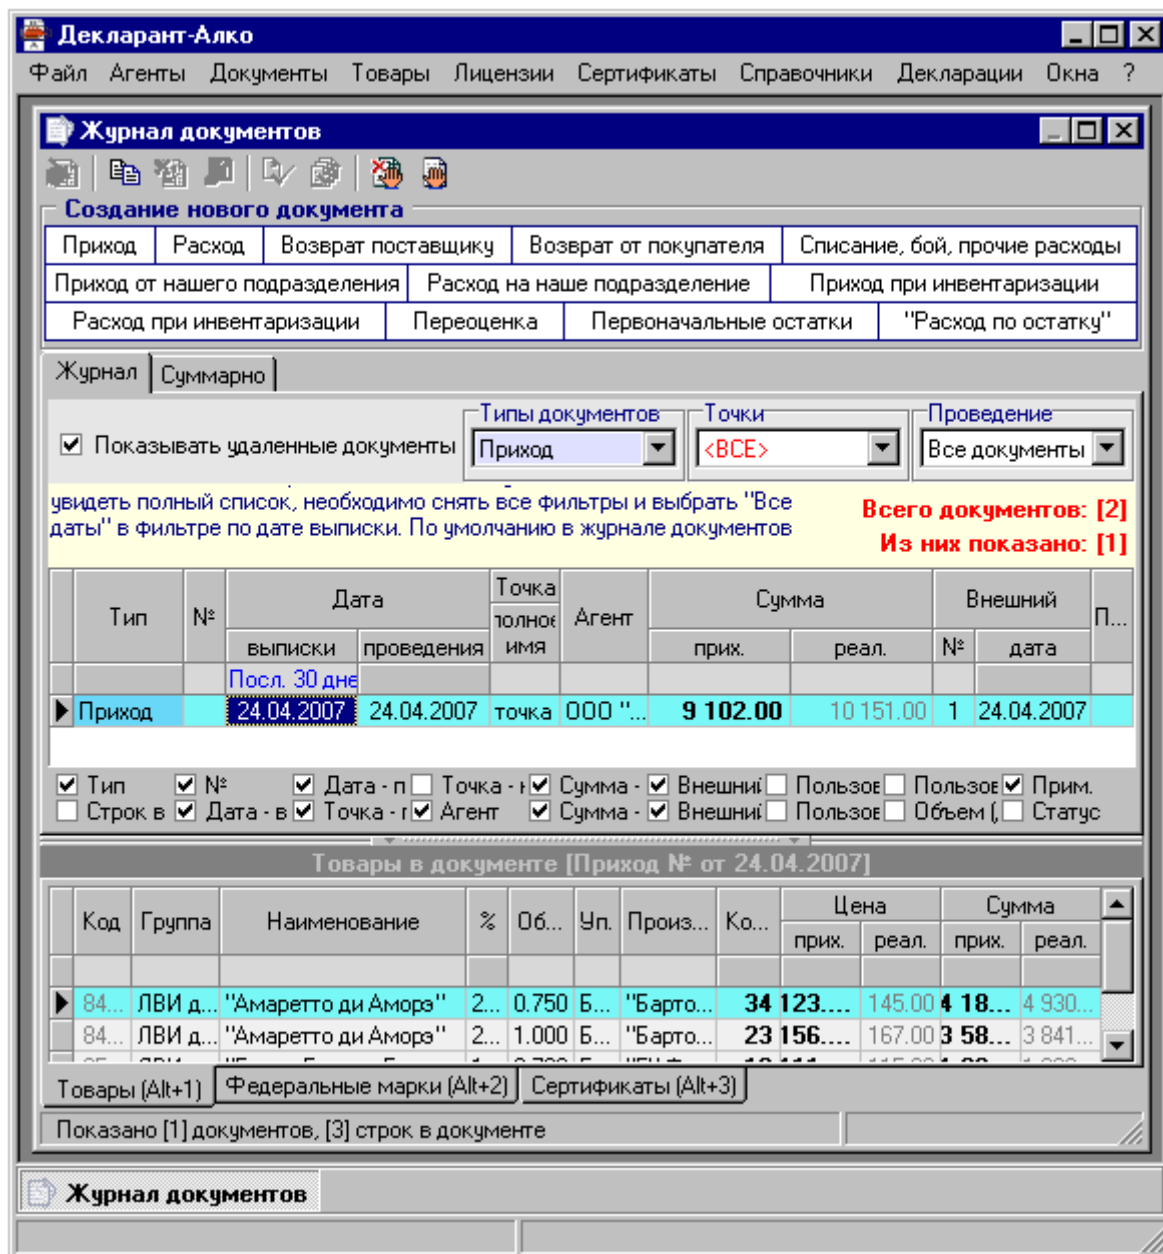 Декларант-Алко
Файл Агенты Документы Товары Лицензии Сертификаты Справочники Декларации Окна ?
Журнал документов
Создание нового документа
Приход Расход Возврат поставщику Возврат от покупателя Списание, бой, прочие расходы
Приход от нашего подразделения Расход на наше подразделение Приход при инвентаризации
Расход при инвентаризации Переоценка Первоначальные остатки "Расход по остатку"
Журнал Суммарно
Типы документов Точки Проведение
Показывать удаленные документы Приход <ВСЕ> Все документы
увидеть полный список, необходимо снять все фильтры и выбрать "Все
даты" в фильтре по дате выписки. По умолчанию в журнале документов
Всего документов: [2]
Из них показано: [1]
Тип № Дата Точка Агент Сумма Внешний П...
выписки проведения полное имя прих. реал. № дата
Посл. 30 дне
Приход 24.04.2007 24.04.2007 точка ООО "... 9 102.00 10 151.00 1 24.04.2007
Тип № Дата - п Точка - Сумма - Внешний Пользов Пользов Прим.
Строк в Дата - в Точка - Агент Сумма - Внешний Пользов Объем (, Статус
Товары в документе [Приход № от 24.04.2007]
Код Группа Наименование % Об... Уп. Произ... Ко... Цена Сумма
прих. реал. прих. реал.
84... ЛВИ д... "Амаретто ди Аморэ" 2... 0.750 Б... "Барто... 34 123.... 145.00 4 18... 4 930...
84... ЛВИ д... "Амаретто ди Аморэ" 2... 1.000 Б... "Барто... 23 156.... 167.00 3 58... 3 841...
Товары (Alt+1) Федеральные марки (Alt+2) Сертификаты (Alt+3)
Показано [1] документов, [3] строк в документе
Журнал документов